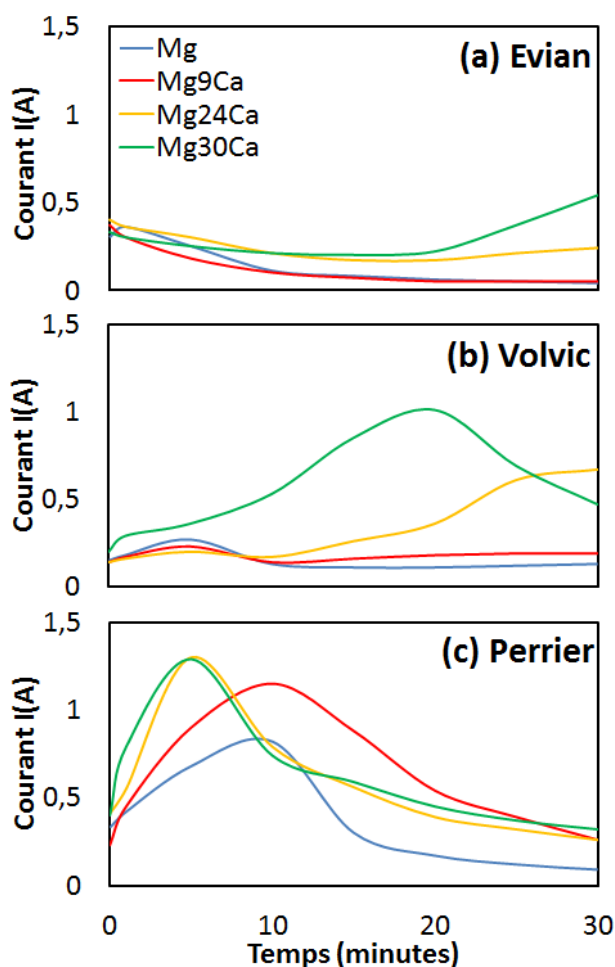 1,5
(a) Evian
Mg
Mg9Ca
Mg24Ca
Mg30Ca
1
0,5
0
Courant I(A)
1,5
(b) Volvic
1
0,5
0
Courant I(A)
1,5
(c) Perrier
1
0,5
0
Courant I(A)
0 10 20 30
Temps (minutes)